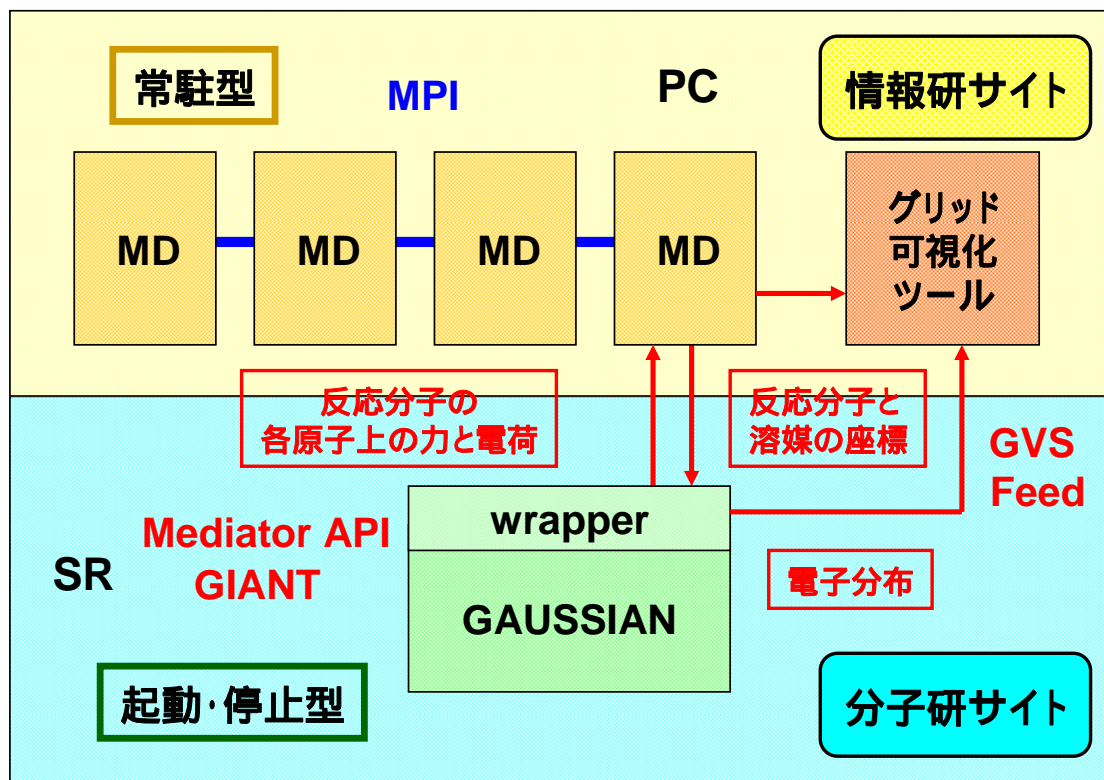 常駐型
MPI
PC
情報研サイト
MD
MD
MD
MD
グリッド
可視化
ツール
反応分子の
各原子上の力と電荷
反応分子と
溶媒の座標
GVS
Feed
wrapper
Mediator API
GIANT
SR
GAUSSIAN
電子分布
起動・停止型
分子研サイト